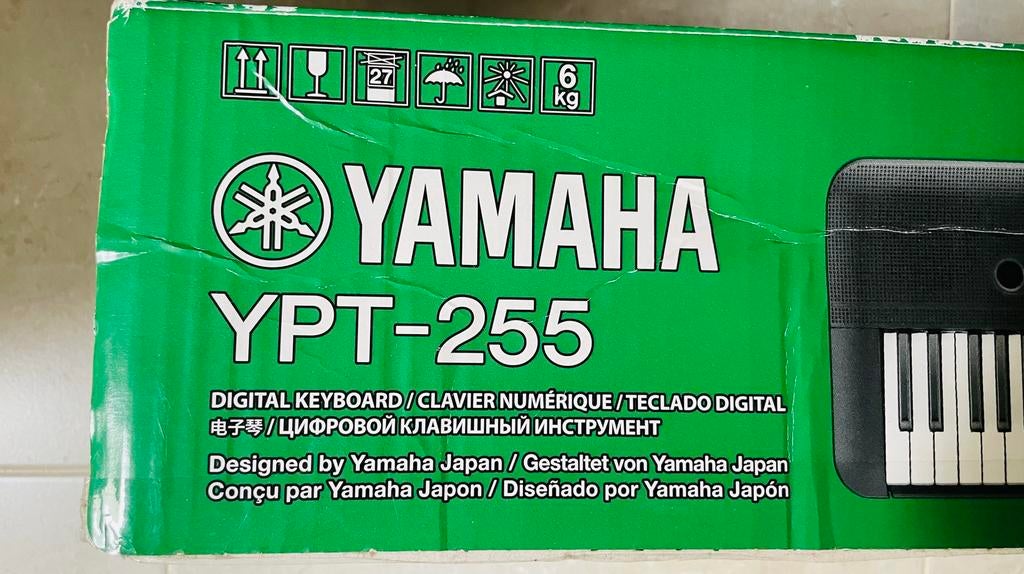 27
6
kg
YAMAHA
YPT-255
DIGITAL KEYBOARD / CLAVIER NUMÉRIQUE / TECLADO DIGITAL
电子琴 / ЦИФРОВОЙ КЛАВИШНЫЙ ИНСТРУМЕНТ
Designed by Yamaha Japan / Gestaltet von Yamaha Japan
Conçu par Yamaha Japon / Diseñado por Yamaha Japón